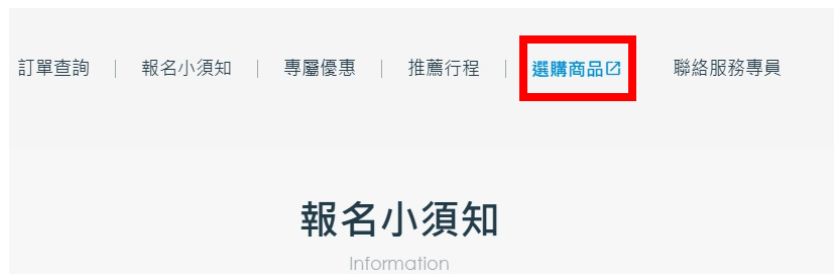 訂單查詢 | 報名小須知 | 專屬優惠 | 推薦行程 | 選購商品 聯絡服務專員
報名小須知
Information